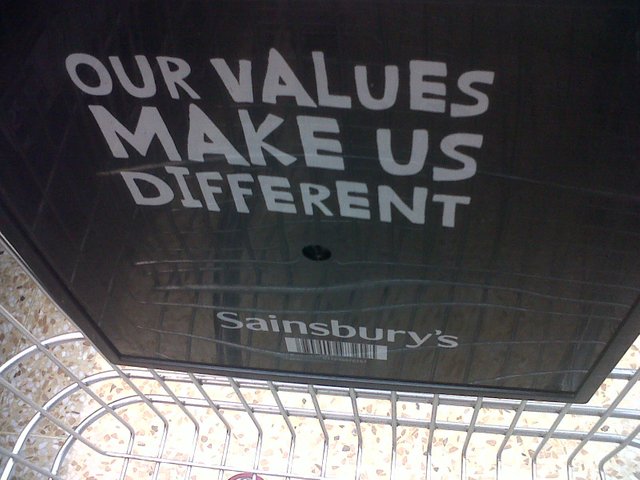 OUR VALUES
MAKE US
DIFFERENT
Sainsbury's